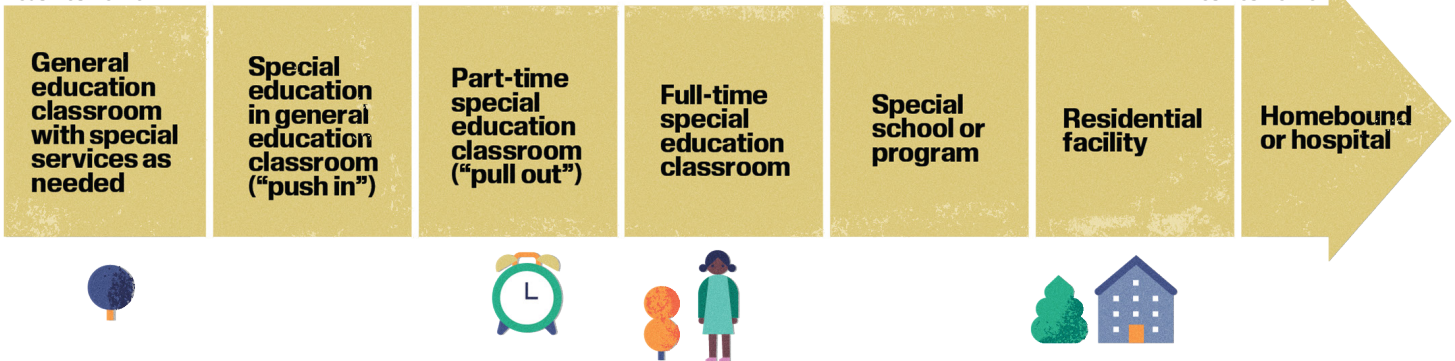 General
education
classroom
with special
services as
needed
Special
education
in general
education
classroom
(“push in”)
Part-time
special
education
classroom
(“pull out”)
Full-time
special
education
classroom
Special
school or
program
Residential
facility
Homebound
or hospital